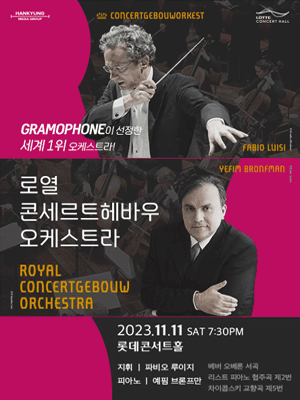 HANKYUNG
MEDIA GROUP
CONCERTGEBOUWORKEST
LOTTE
CONCERT HALL
GRAMOPHONE이 선정한
세계 1위 오케스트라!
FABIO LUISI
YEFIM BRONFMAN
로열
콘세르트헤바우
오케스트라
ROYAL
CONCERTGEBOUW
ORCHESTRA
2023.11.11 SAT 7:30PM
롯데콘서트홀
지휘 | 파비오 루이지
피아노 | 예핌 브론프만
베버 오베론 서곡
리스트 피아노 협주곡 제2번
차이콥스키 교향곡 제5번